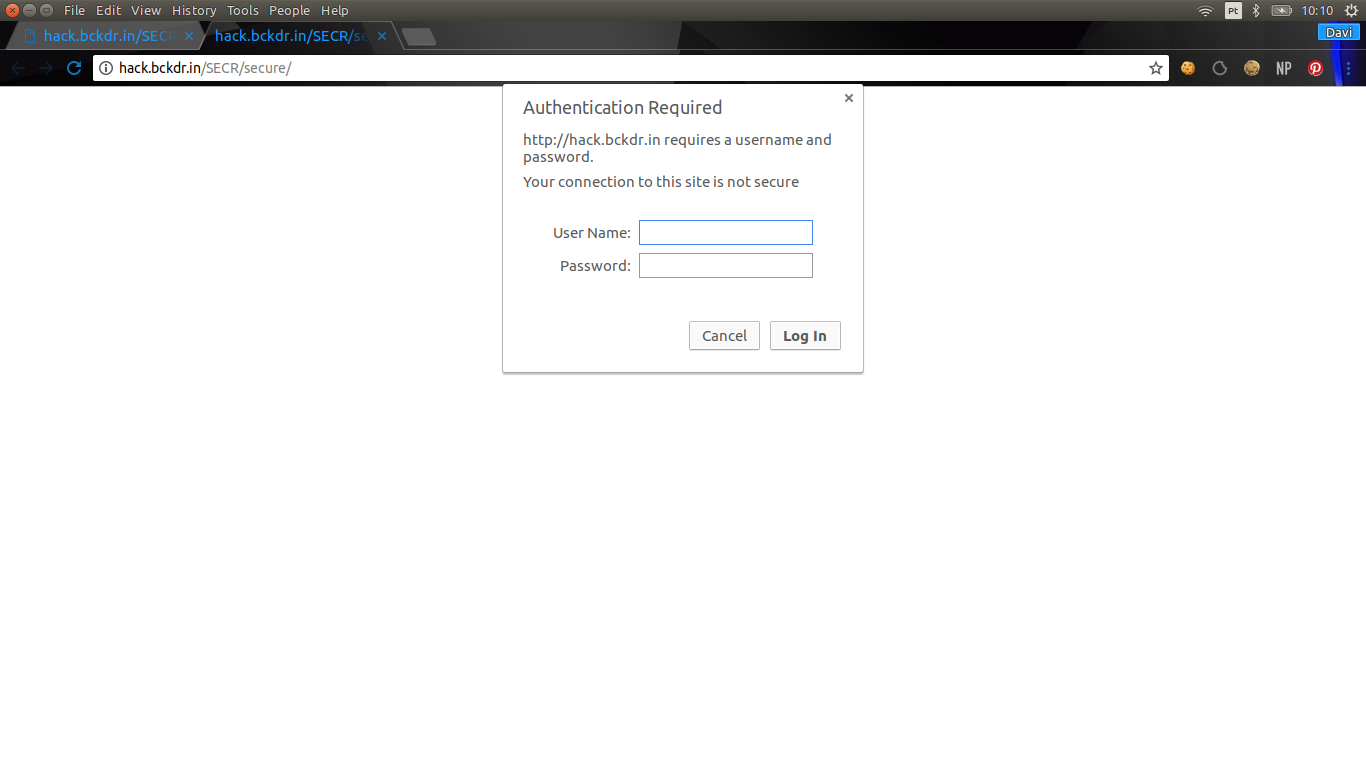 File Edit View History Tools People Help
Pt
10:10
hack.bckdr.in/SECR
hack.bckdr.in/SECR/se
Davi
hack.bckdr.in/SECR/secure/
NP
Authentication Required
http://hack.bckdr.in requires a username and
password.
Your connection to this site is not secure
User Name:
Password:
Cancel
Log In